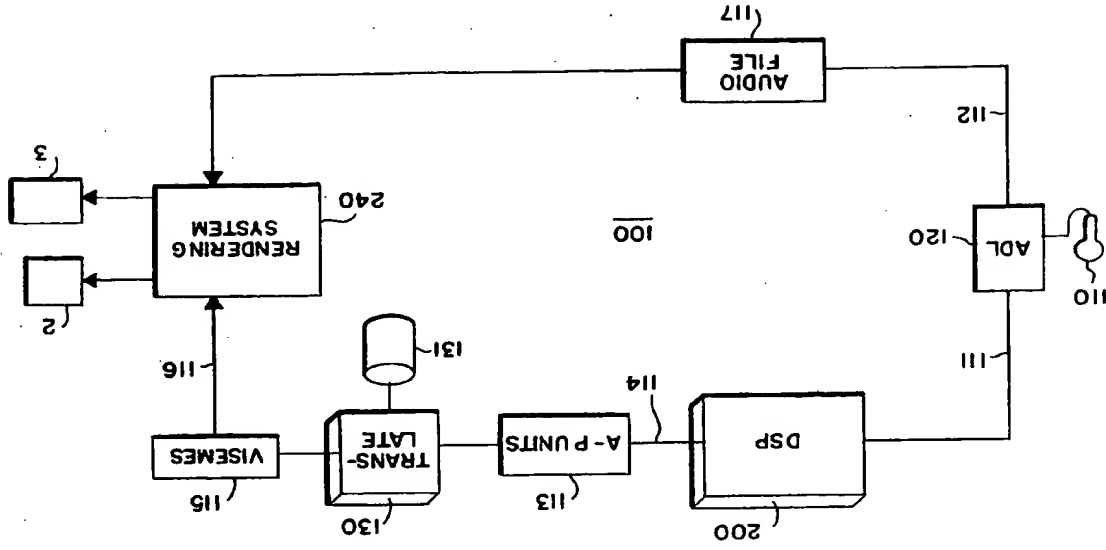 200
113
130
115
DSP
A-P UNITS
TRANS-
LATE
VISEMES
111
114
131
116
110
ADL
120
100
240
RENDERING
SYSTEM
2
3
112
AUDIO
FILE
117